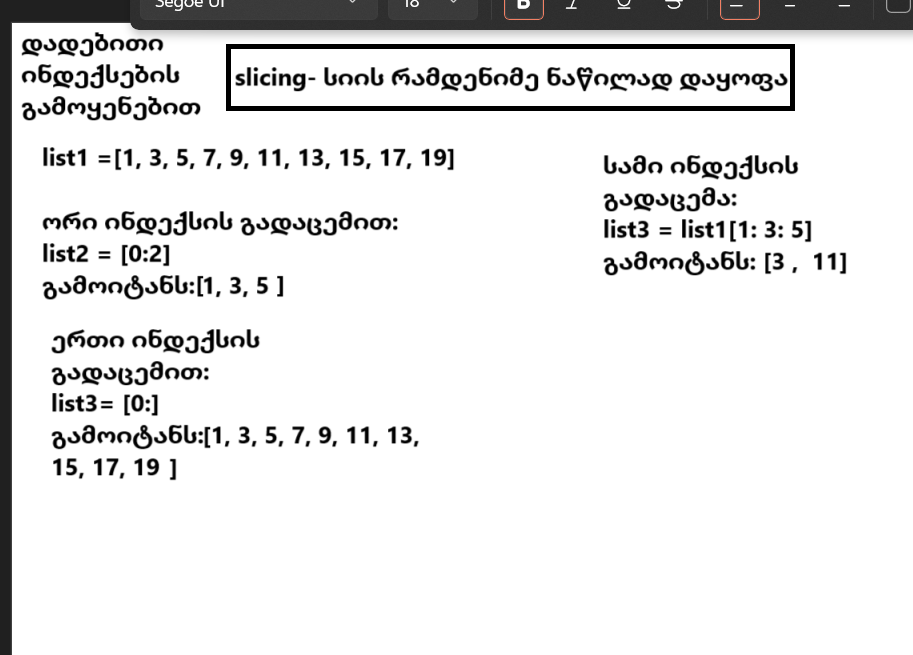 Segoe UI 18 B I U S
დადებითი
ინდექსების
გამოყენებით
slicing- სიის რამდენიმე ნაწილად დაყოფა
list1 =[1, 3, 5, 7, 9, 11, 13, 15, 17, 19]
ორი ინდექსის გადაცემით:
list2 = [0:2]
გამოიტანს:[1, 3, 5 ]
ერთი ინდექსის
გადაცემით:
list3= [0:]
გამოიტანს:[1, 3, 5, 7, 9, 11, 13,
15, 17, 19 ]
სამი ინდექსის
გადაცემა:
list3 = list1[1: 3: 5]
გამოიტანს: [3 , 11]